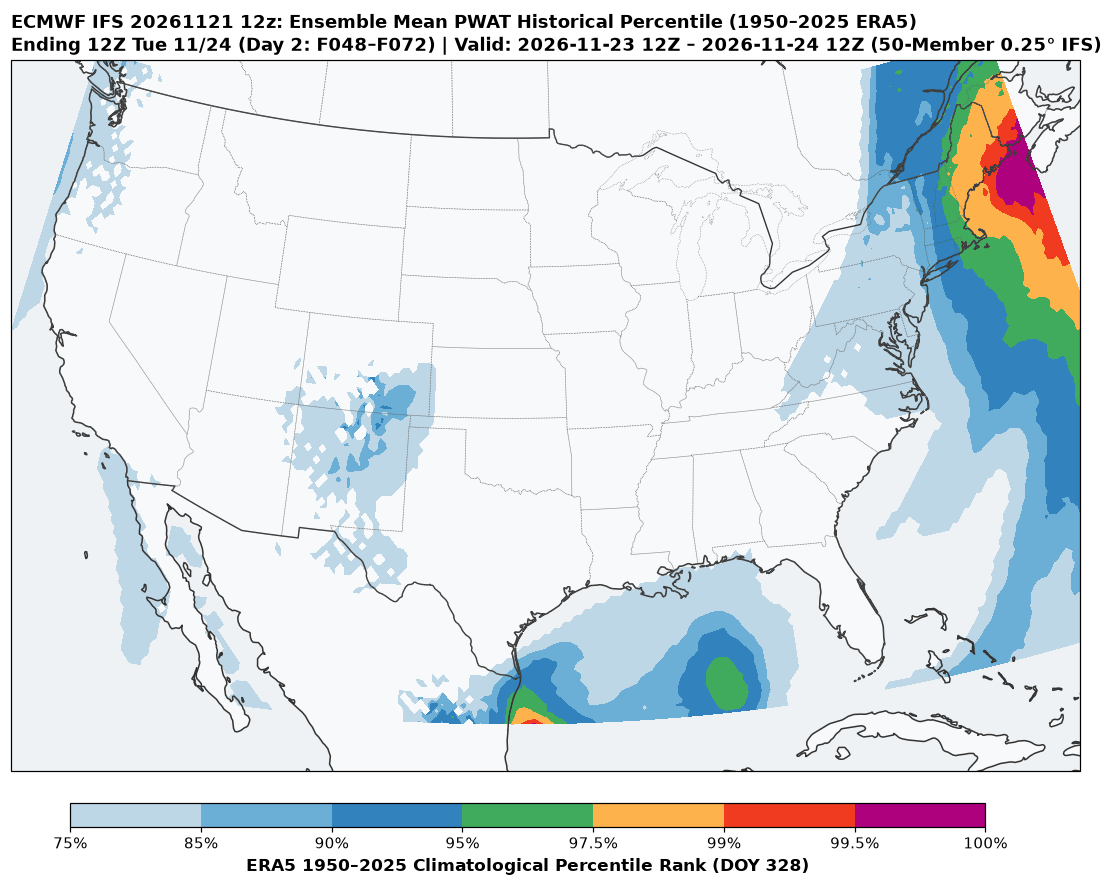 ECMWF IFS 20261121 12z: Ensemble Mean PWAT Historical Percentile (1950–2025 ERA5)
Ending 12Z Tue 11/24 (Day 2: F048–F072) | Valid: 2026-11-23 12Z – 2026-11-24 12Z (50-Member 0.25° IFS)
75% 85% 90% 95% 97.5% 99% 99.5% 100%
ERA5 1950–2025 Climatological Percentile Rank (DOY 328)